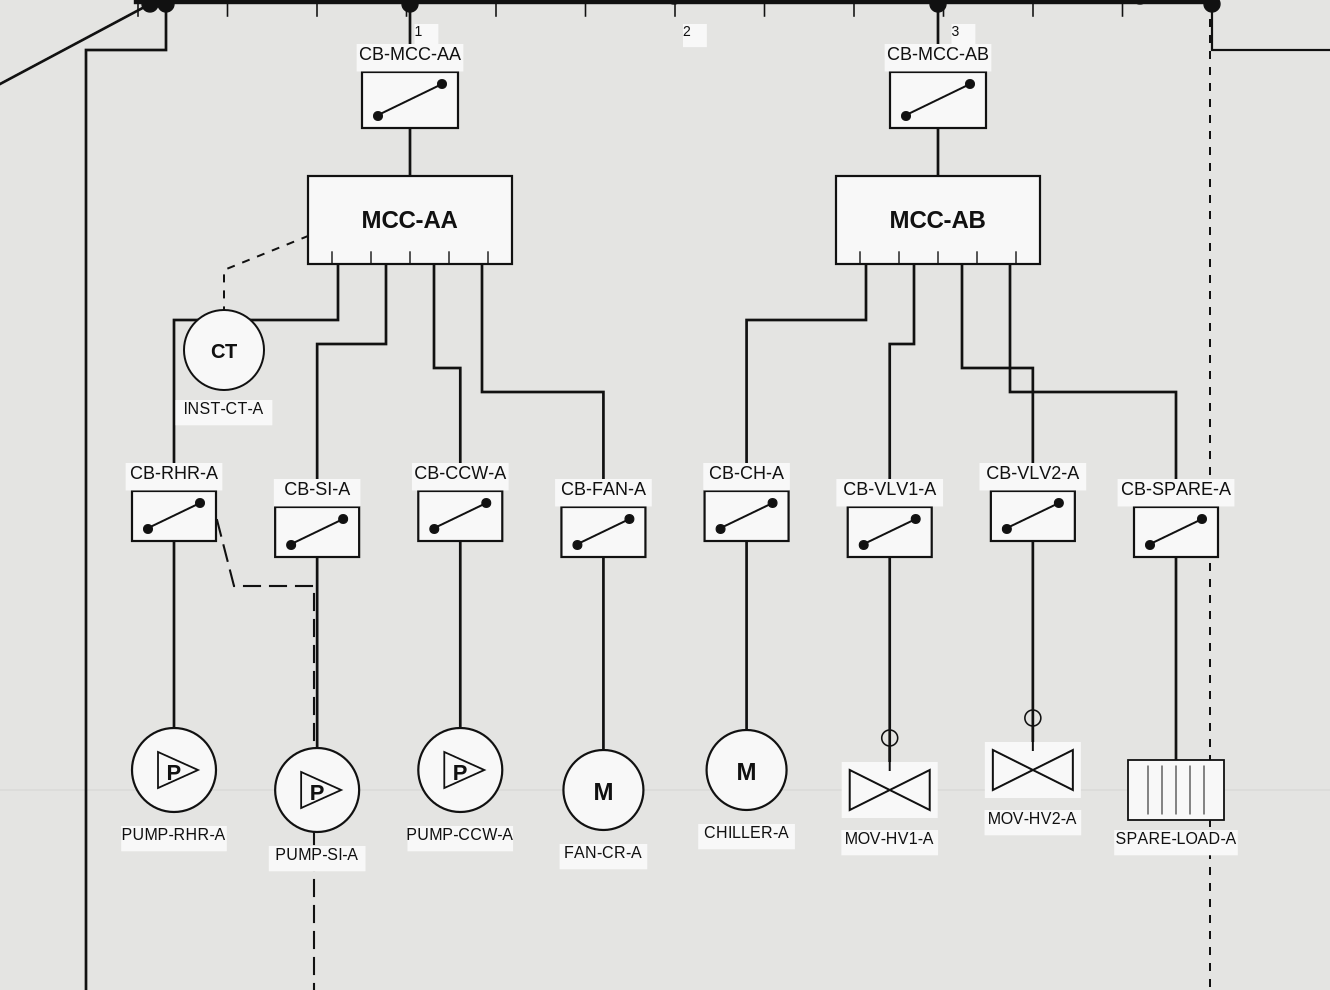 1
2
3
CB-MCC-AA
CB-MCC-AB
MCC-AA
MCC-AB
CT
INST-CT-A
CB-RHR-A
CB-SI-A
CB-CCW-A
CB-FAN-A
CB-CH-A
CB-VLV1-A
CB-VLV2-A
CB-SPARE-A
P
P
P
M
M
PUMP-RHR-A
PUMP-SI-A
PUMP-CCW-A
FAN-CR-A
CHILLER-A
MOV-HV1-A
MOV-HV2-A
SPARE-LOAD-A